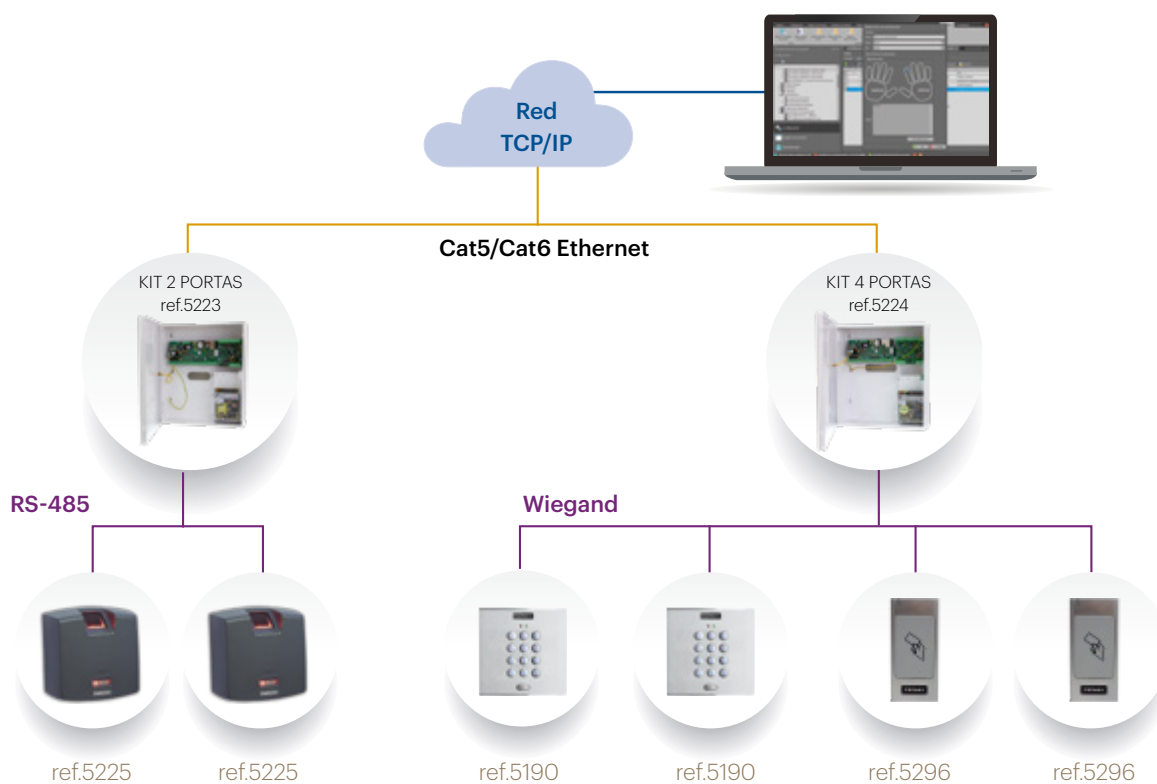 Red
TCP/IP
Cat5/Cat6 Ethernet
KIT 2 PORTAS
ref.5223
KIT 4 PORTAS
ref.5224
RS-485
Wiegand
ref.5225
ref.5225
ref.5190
ref.5190
ref.5296
ref.5296